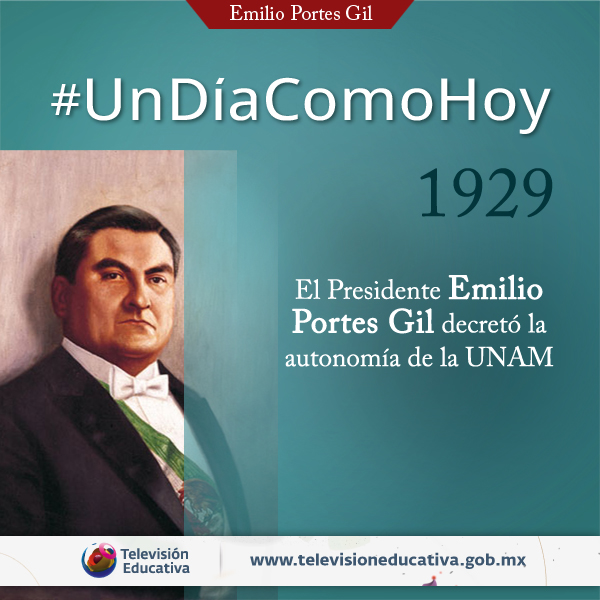 Emilio Portes Gil
#UnDíaComoHoy
1929
El Presidente Emilio
Portes Gil decretó la
autonomía de la UNAM
Televisión
Educativa
www.televisioneducativa.gob.mx